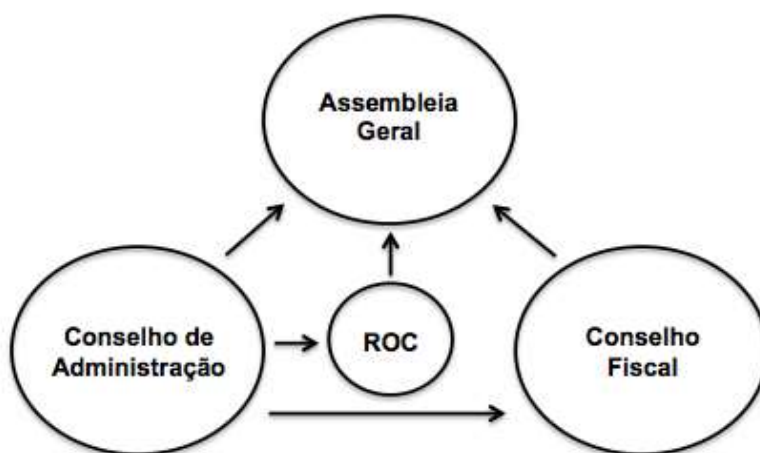 Assembleia
Geral
Conselho de
Administração
ROC
Conselho
Fiscal